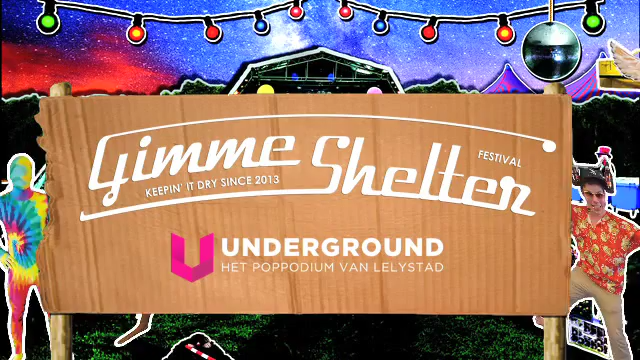 Gimme Shelter
FESTIVAL
KEEPIN' IT DRY SINCE 2013
UNDERGROUND
HET POPPODIUM VAN LELYSTAD